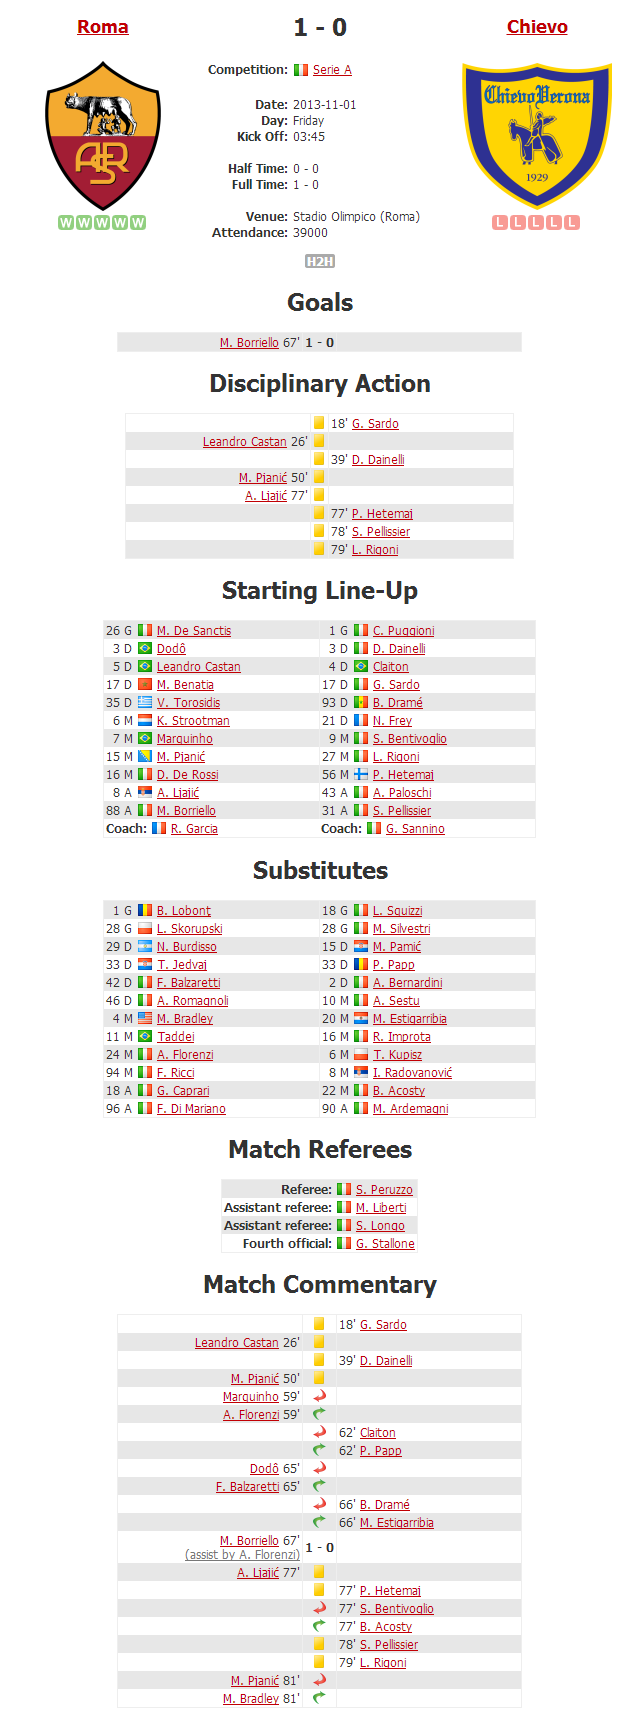 Roma
1 - 0
Chievo
Competition: Serie A
Date: 2013-11-01
Day: Friday
Kick Off: 03:45
Half Time: 0 - 0
Full Time: 1 - 0
Venue: Stadio Olimpico (Roma)
Attendance: 39000
ASR
ChievoVerona
1929
W W W W W
L L L L L
H2H
Goals
M. Borriello 67' 1 - 0
Disciplinary Action
18' G. Sardo
Leandro Castan 26'
39' D. Dainelli
M. Pjanić 50'
A. Ljajić 77'
77' P. Hetemaj
78' S. Pellissier
79' L. Rigoni
Starting Line-Up
26 G M. De Sanctis 1 G C. Puggioni
3 D Dodô 3 D D. Dainelli
5 D Leandro Castan 4 D Claiton
17 D M. Benatia 17 D G. Sardo
35 D V. Torosidis 93 D B. Dramé
6 M K. Strootman 21 D N. Frey
7 M Marquinho 9 M S. Bentivoglio
15 M M. Pjanić 27 M L. Rigoni
16 M D. De Rossi 56 M P. Hetemaj
8 A A. Ljajić 43 A A. Paloschi
88 A M. Borriello 31 A S. Pellissier
Coach: R. Garcia Coach: G. Sannino
Substitutes
1 G B. Lobont 18 G L. Squizzi
28 G L. Skorupski 28 G M. Silvestri
29 D N. Burdisso 15 D M. Pamić
33 D T. Jedvaj 33 D P. Papp
42 D F. Balzaretti 2 D A. Bernardini
46 D A. Romagnoli 10 M A. Sestu
4 M M. Bradley 20 M M. Estigarribia
11 M Taddei 16 M R. Improta
24 M A. Florenzi 6 M T. Kupisz
94 M F. Ricci 8 M I. Radovanović
18 A G. Caprari 22 M B. Acosty
96 A F. Di Mariano 90 A M. Ardemagni
Match Referees
Referee: S. Peruzzo
Assistant referee: M. Liberti
Assistant referee: S. Longo
Fourth official: G. Stallone
Match Commentary
18' G. Sardo
Leandro Castan 26'
39' D. Dainelli
M. Pjanić 50'
Marquinho 59'
A. Florenzi 59'
62' Claiton
62' P. Papp
Dodô 65'
F. Balzaretti 65'
66' B. Dramé
66' M. Estigarribia
M. Borriello 67' 1 - 0
(assist by A. Florenzi)
A. Ljajić 77'
77' P. Hetemaj
77' S. Bentivoglio
77' B. Acosty
78' S. Pellissier
79' L. Rigoni
M. Pjanić 81'
M. Bradley 81'